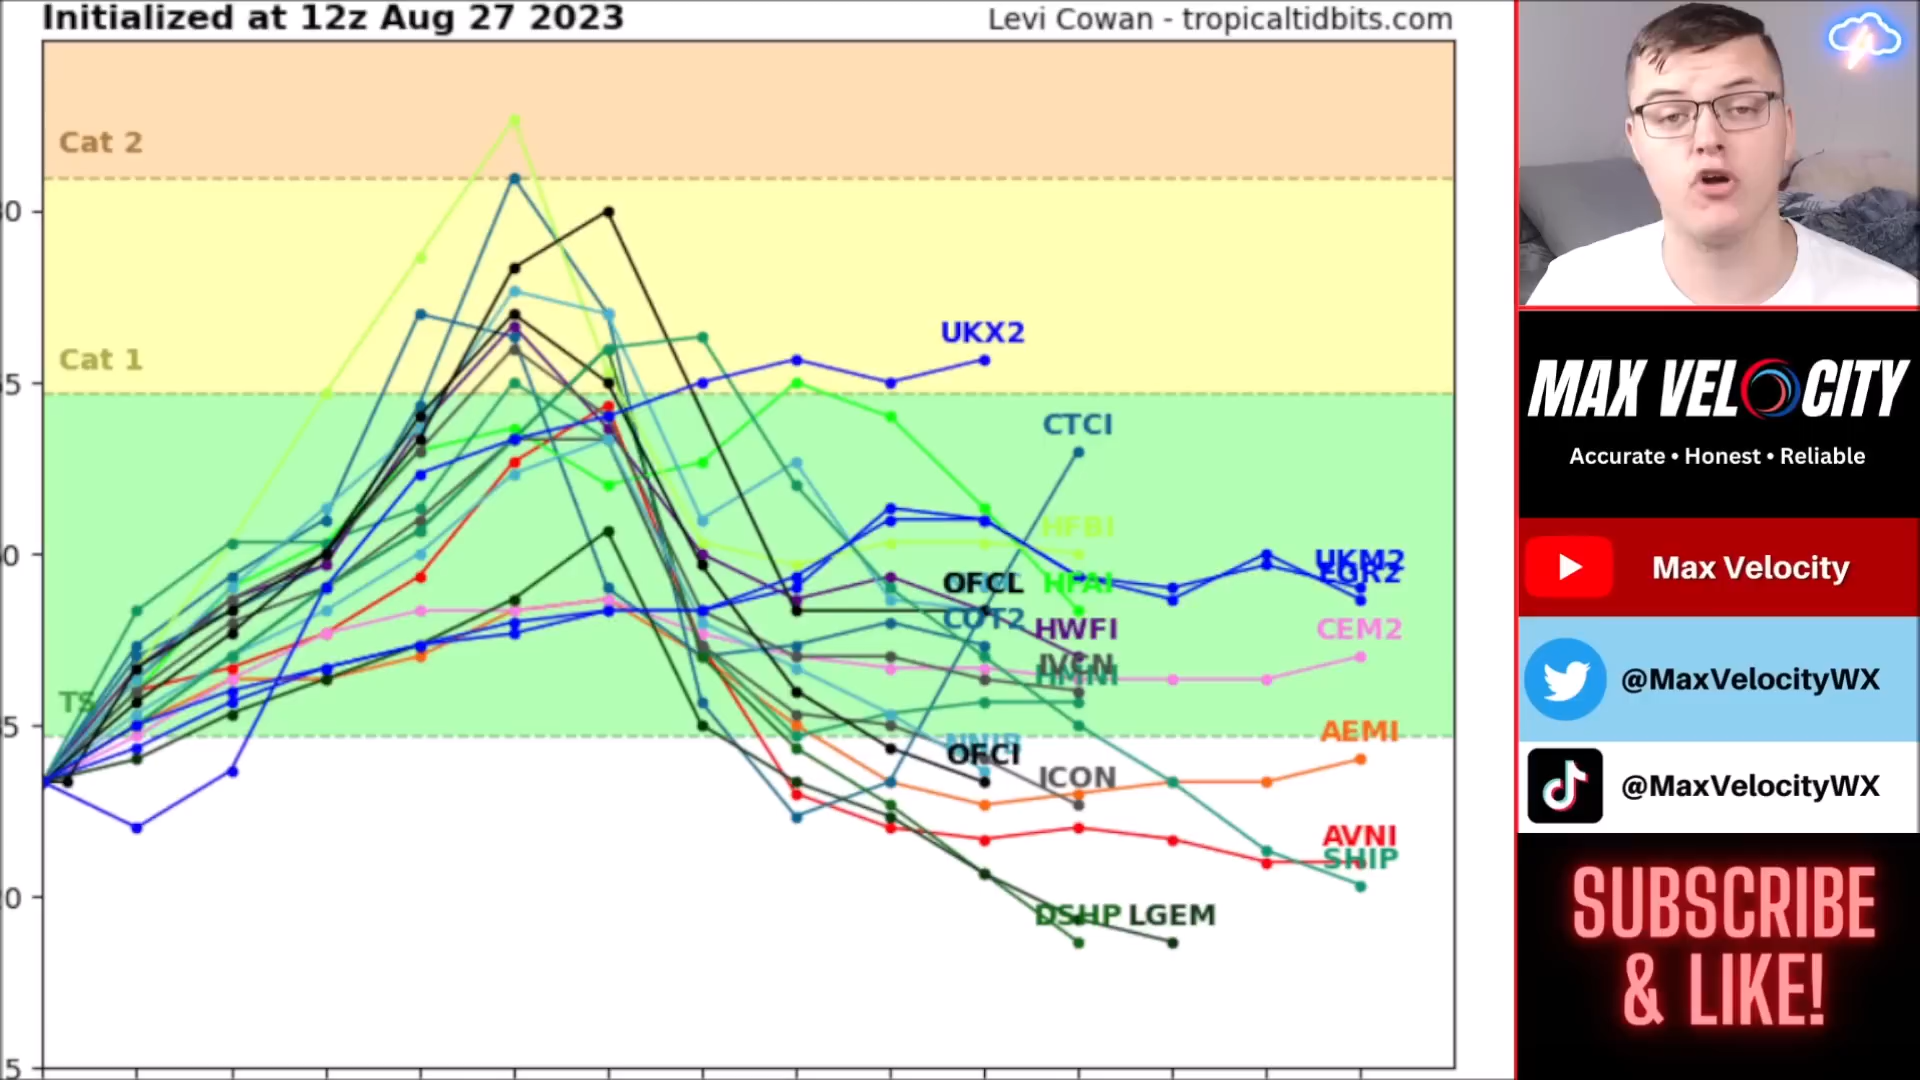 Initialized at 12z Aug 27 2023
Levi Cowan - tropicaltidbits.com
Cat 2
Cat 1
TS
UKX2
CTCI
HFBI
OFCL
HFAI
UKM2
EGR2
COT2
HWFI
CEM2
IVCN
HMNI
AEMI
NNIB
OFCI
ICON
AVNI
SHIP
DSHP
LGEM
MAX VELOCITY
Accurate • Honest • Reliable
Max Velocity
@MaxVelocityWX
@MaxVelocityWX
SUBSCRIBE
& LIKE!